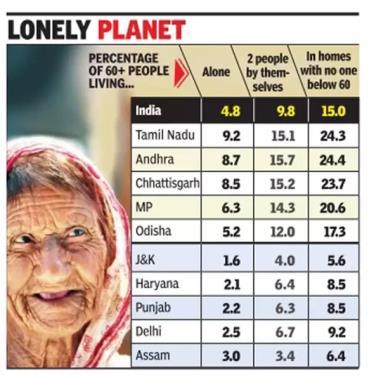 LONELY PLANET
PERCENTAGE
OF 60+ PEOPLE
LIVING...
Alone
2 people
by them-
selves
In homes
with no one
below 60
India 4.8 9.8 15.0
Tamil Nadu 9.2 15.1 24.3
Andhra 8.7 15.7 24.4
Chhattisgarh 8.5 15.2 23.7
MP 6.3 14.3 20.6
Odisha 5.2 12.0 17.3
J&K 1.6 4.0 5.6
Haryana 2.1 6.4 8.5
Punjab 2.2 6.3 8.5
Delhi 2.5 6.7 9.2
Assam 3.0 3.4 6.4